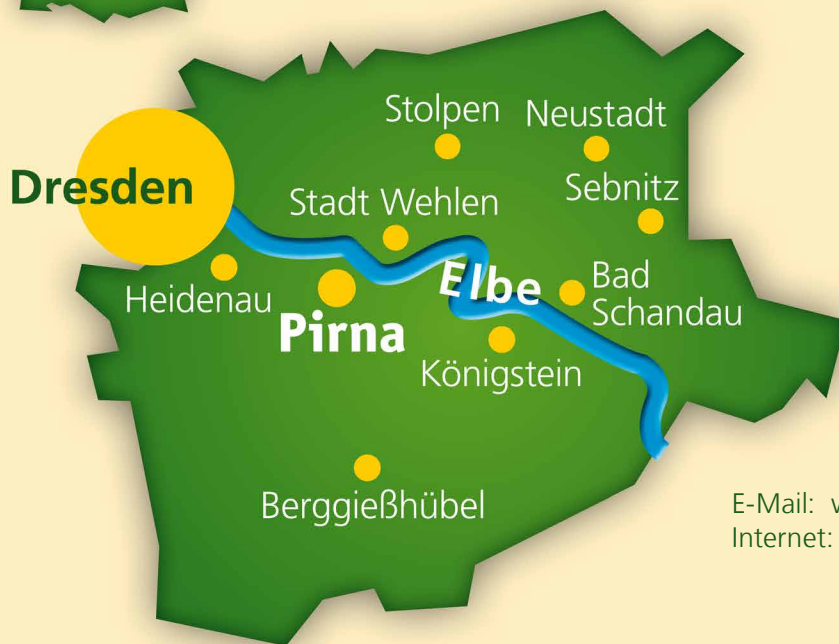 Stolpen
Neustadt
Dresden
Stadt Wehlen
Sebnitz
Heidenau
Pirna
Elbe
Bad
Schandau
Königstein
Berggießhübel
E-Mail:
Internet: